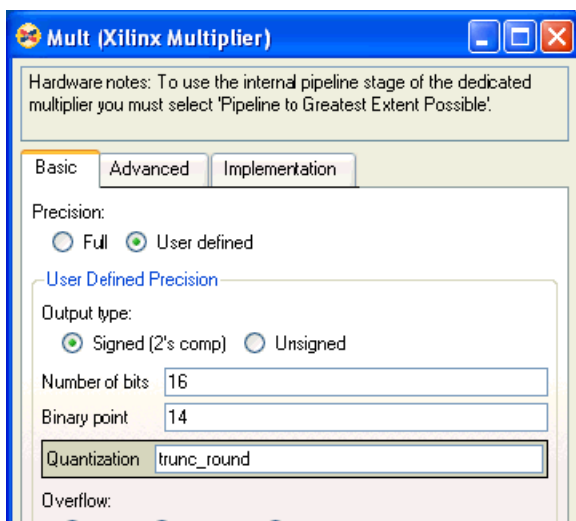 Mult (Xilinx Multiplier)
Hardware notes: To use the internal pipeline stage of the dedicated
multiplier you must select 'Pipeline to Greatest Extent Possible'.
Basic Advanced Implementation
Precision:
Full User defined
User Defined Precision
Output type:
Signed (2's comp) Unsigned
Number of bits 16
Binary point 14
Quantization trunc_round
Overflow: